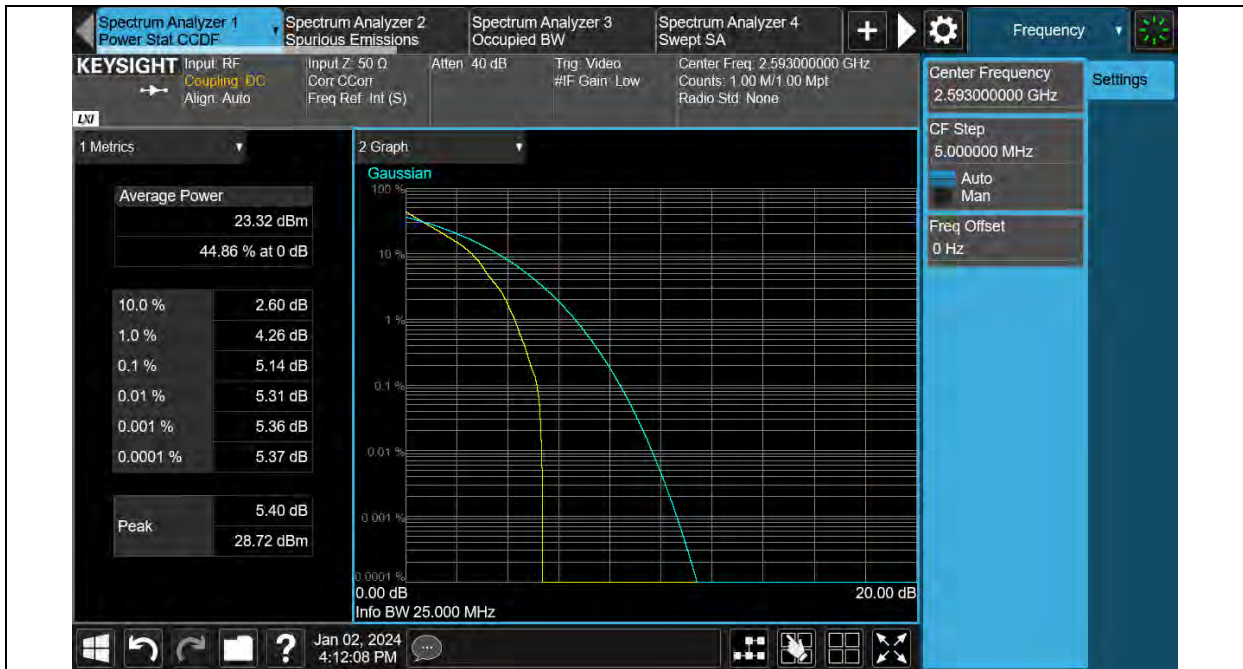 Spectrum Analyzer 1
Power Stat CCDF
Spectrum Analyzer 2
Spurious Emissions
Spectrum Analyzer 3
Occupied BW
Spectrum Analyzer 4
Swept SA
Frequency
KEYSIGHT
Input: RF
Coupling: DC
Align: Auto
Input Z: 50 Ω
Corr CCorr
Freq Ref: Int (S)
Atten: 40 dB
Trig: Video
#IF Gain: Low
Center Freq: 2.593000000 GHz
Counts: 1.00 M/1.00 Mpt
Radio Std: None
LXI
Center Frequency
2.593000000 GHz
Settings
CF Step
5.000000 MHz
Auto
Man
Freq Offset
0 Hz
1 Metrics
Average Power
23.32 dBm
44.86 % at 0 dB
10.0 % 2.60 dB
1.0 % 4.26 dB
0.1 % 5.14 dB
0.01 % 5.31 dB
0.001 % 5.36 dB
0.0001 % 5.37 dB
Peak
5.40 dB
28.72 dBm
2 Graph
Gaussian
100 %
10 %
1 %
0.1 %
0.01 %
0.001 %
0.0001 %
0.00 dB 20.00 dB
Info BW 25.000 MHz
Jan 02, 2024
4:12:08 PM